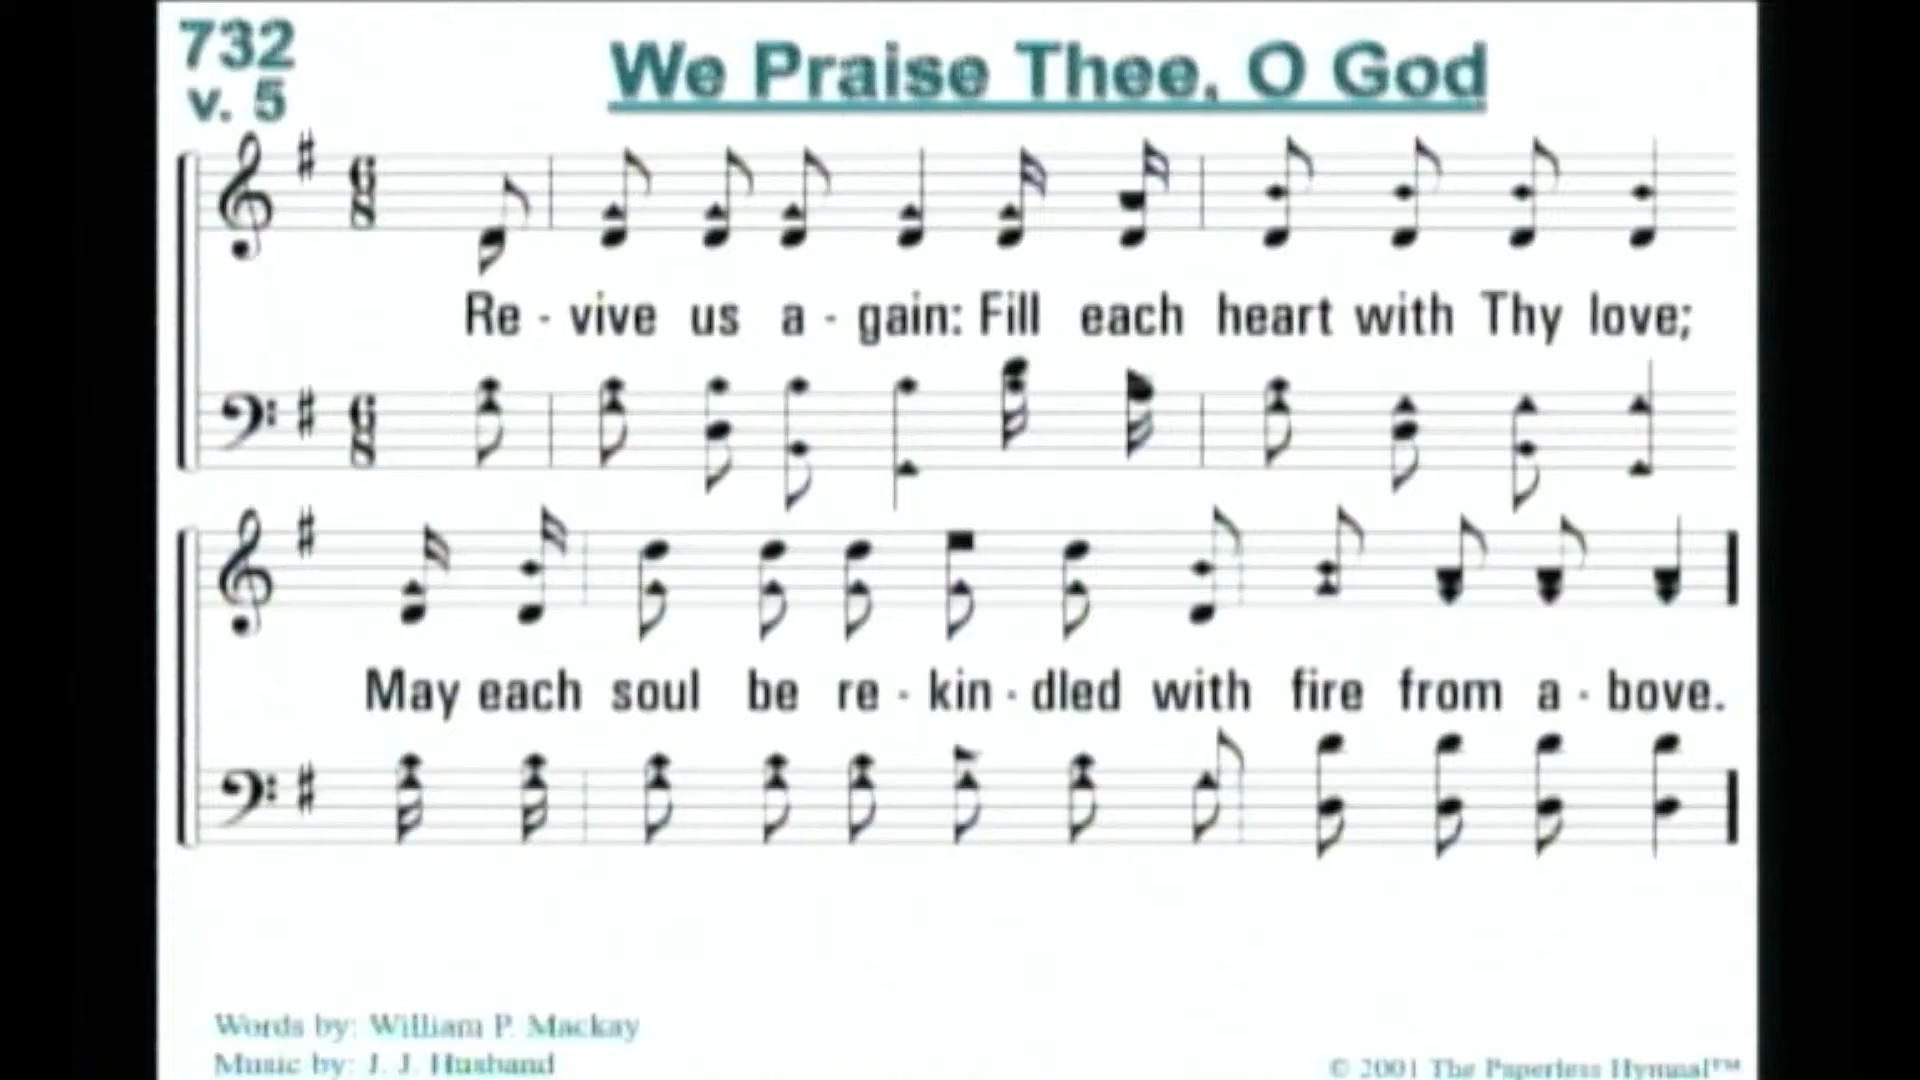 732
v. 5
We Praise Thee, O God
Re - vive us a - gain: Fill each heart with Thy love;
May each soul be re - kin - dled with fire from a - bove.
Words by: William P. Mackay
Music by: J. J. Husband
© 2001 The Paperless Hymnal™